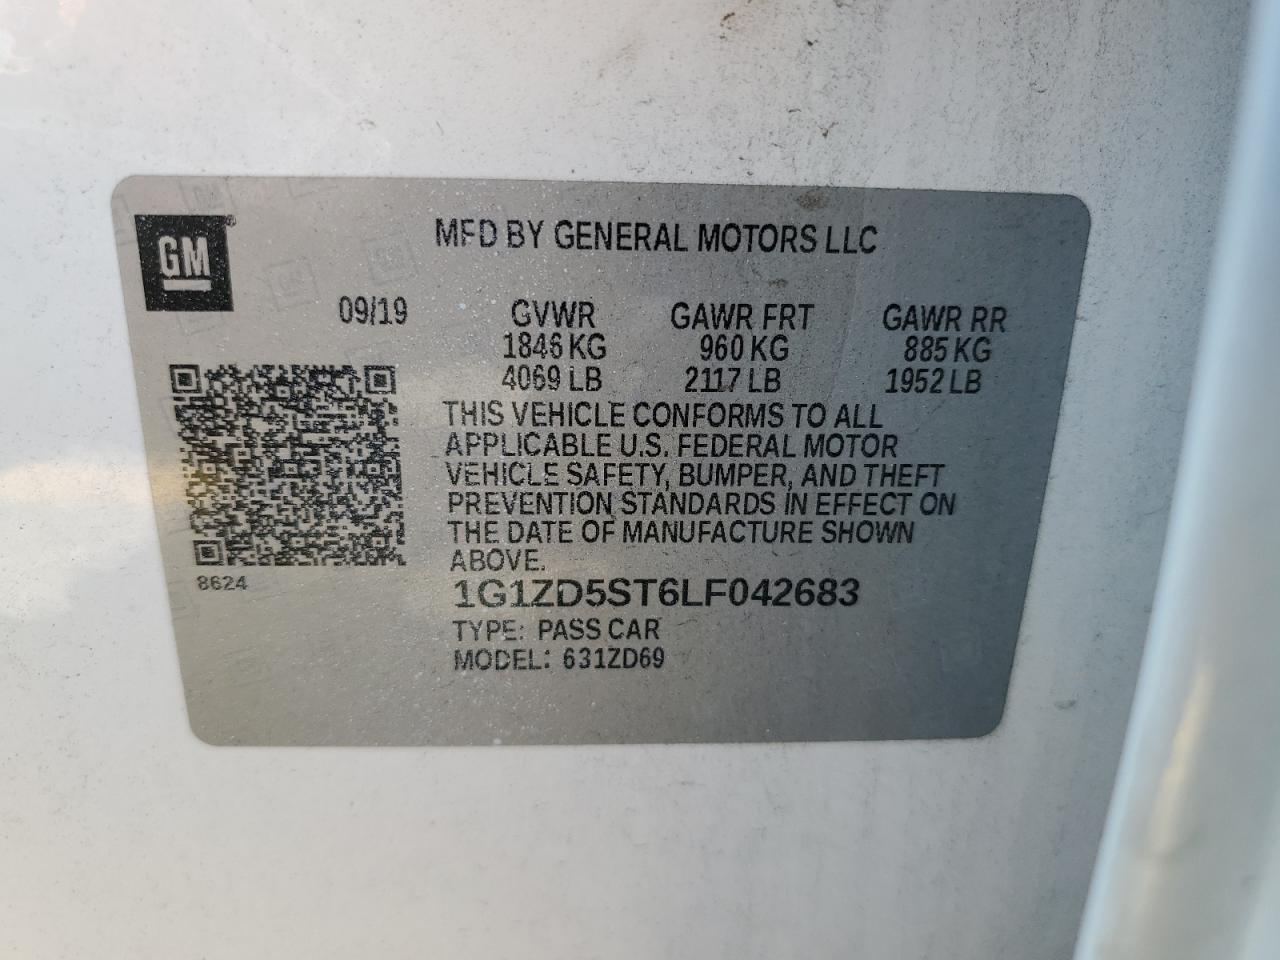 GM®
MFD BY GENERAL MOTORS LLC
09/19 GVWR GAWR FRT GAWR RR
1846 KG 960 KG 885 KG
4069 LB 2117 LB 1952 LB
THIS VEHICLE CONFORMS TO ALL
APPLICABLE U.S. FEDERAL MOTOR
VEHICLE SAFETY, BUMPER, AND THEFT
PREVENTION STANDARDS IN EFFECT ON
THE DATE OF MANUFACTURE SHOWN
ABOVE.
8624
1G1ZD5ST6LF042683
TYPE: PASS CAR
MODEL: 631ZD69